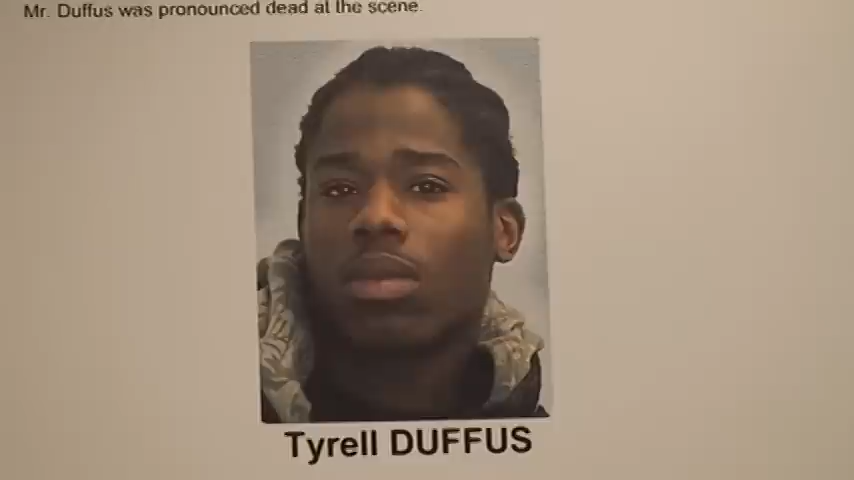 Mr. Duffus was pronounced dead at the scene.
Tyrell DUFFUS